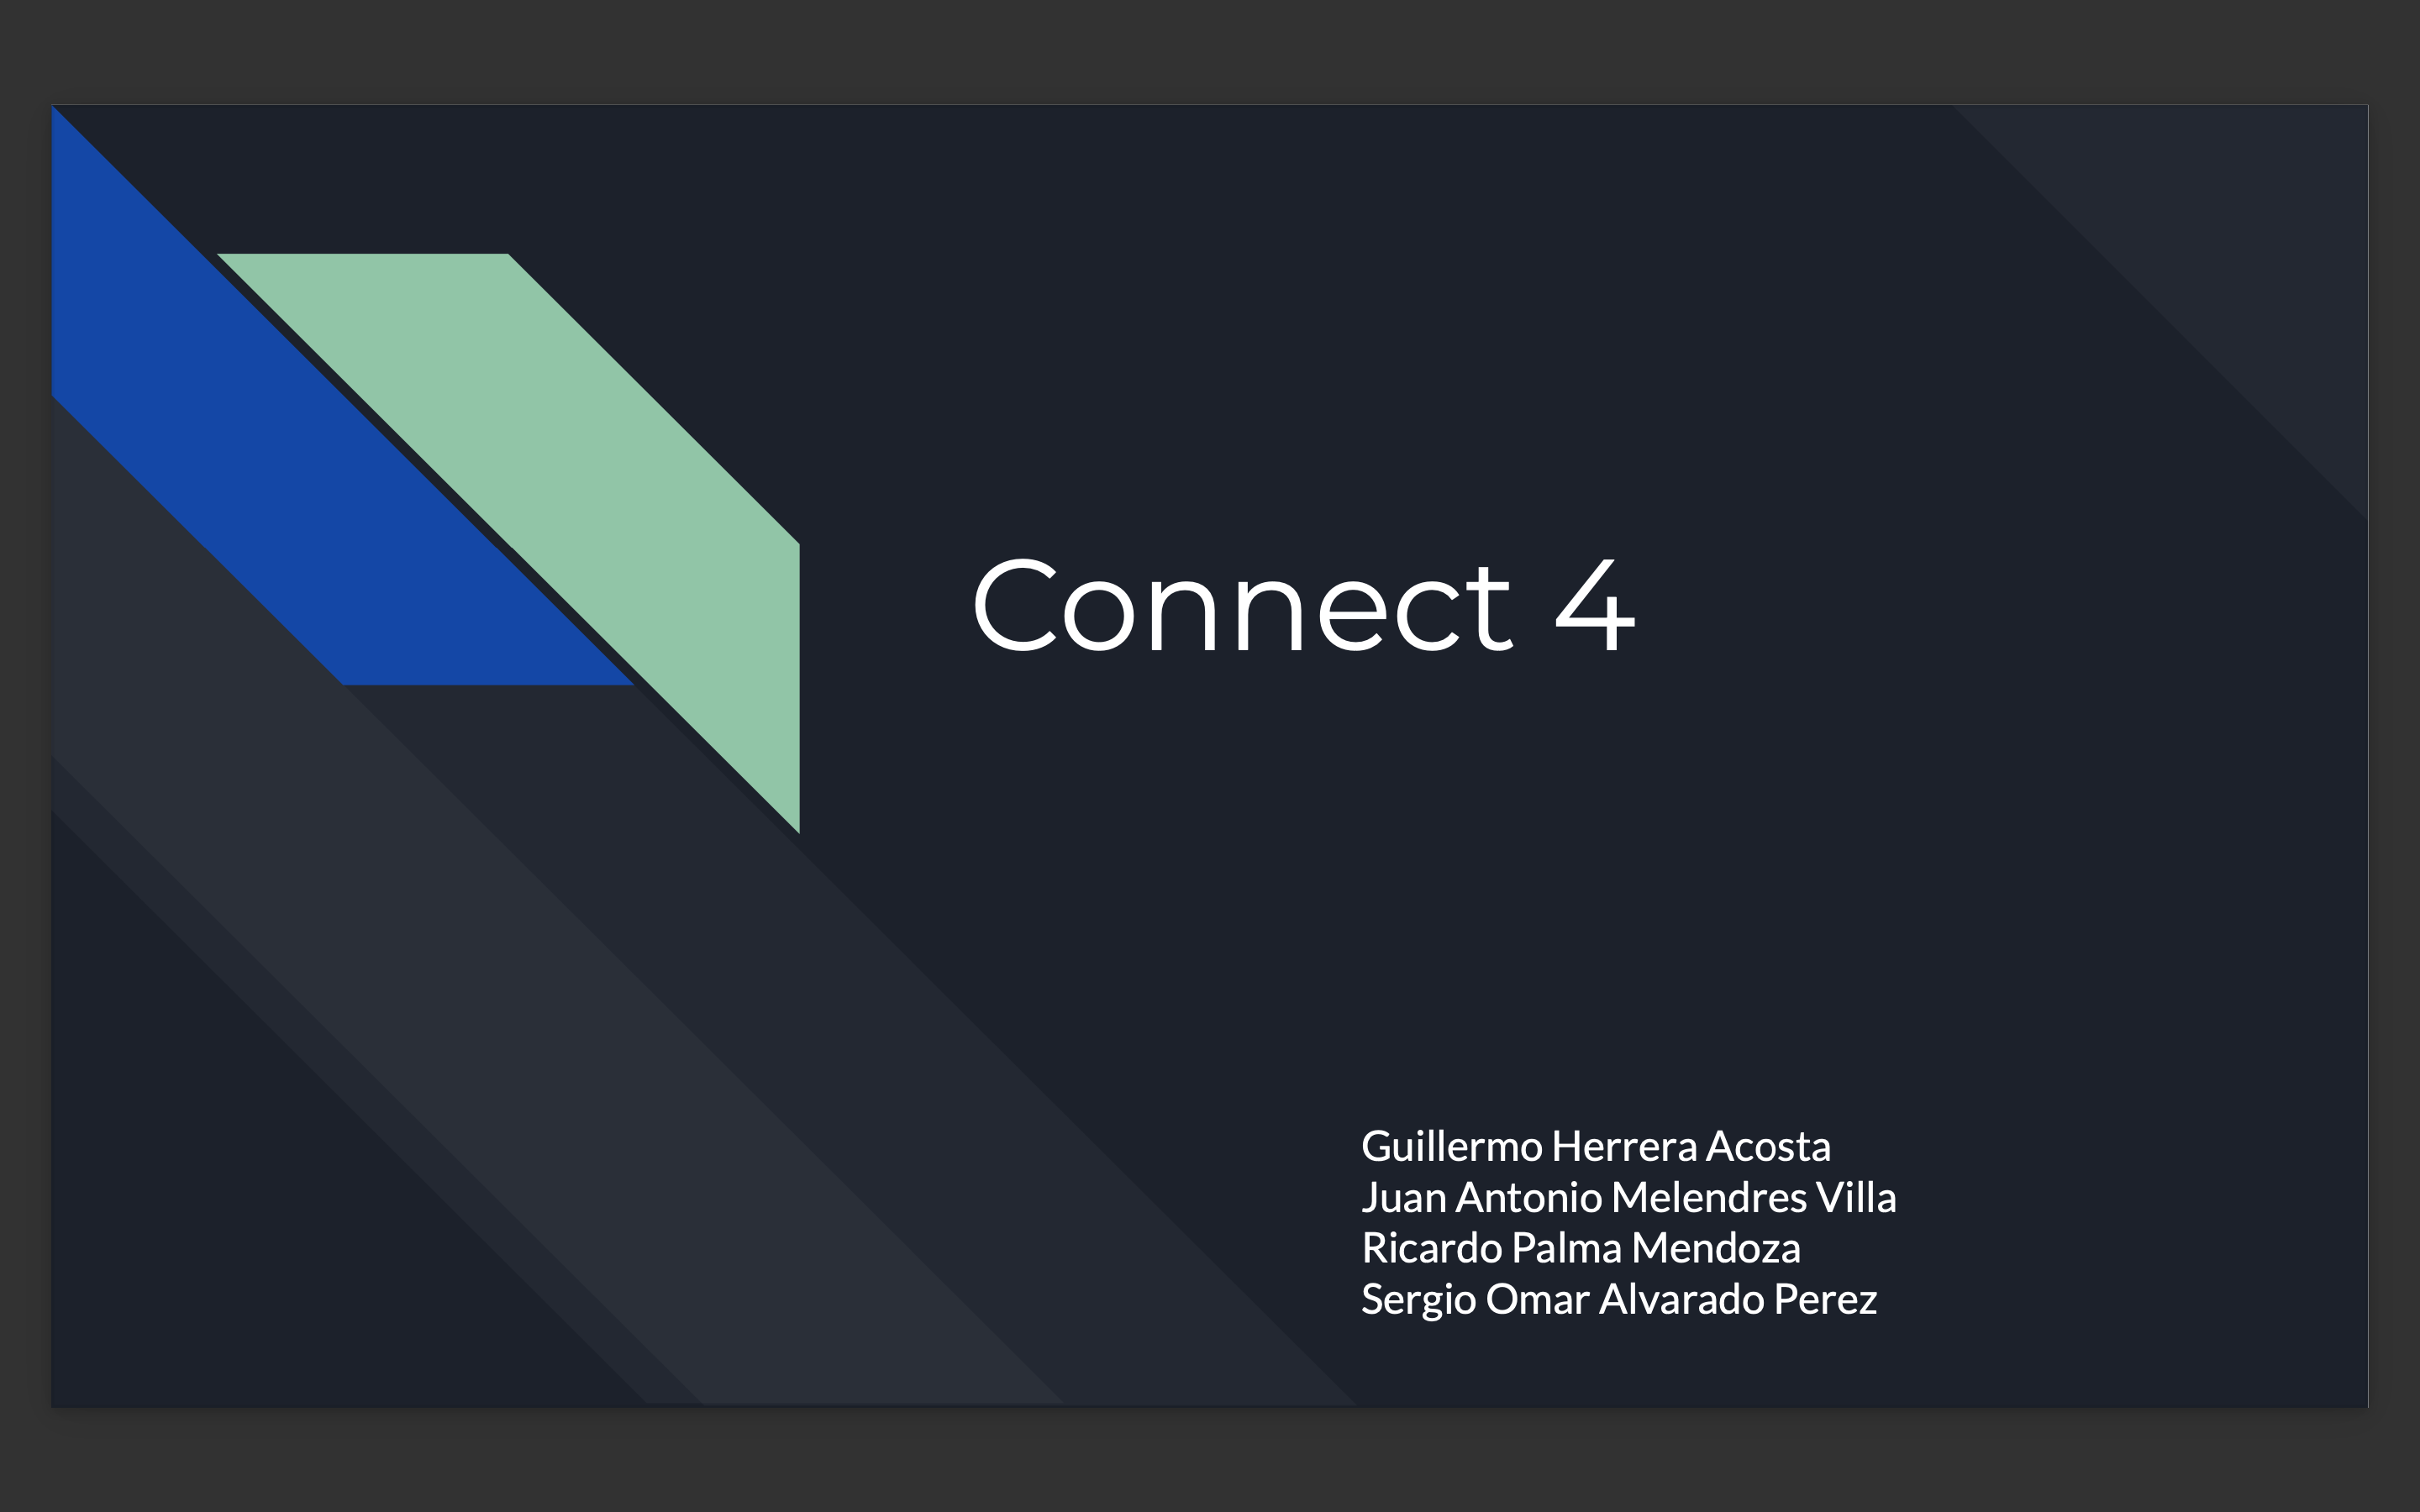 Connect 4
Guillermo Herrera Acosta
Juan Antonio Melendres Villa
Ricardo Palma Mendoza
Sergio Omar Alvarado Perez